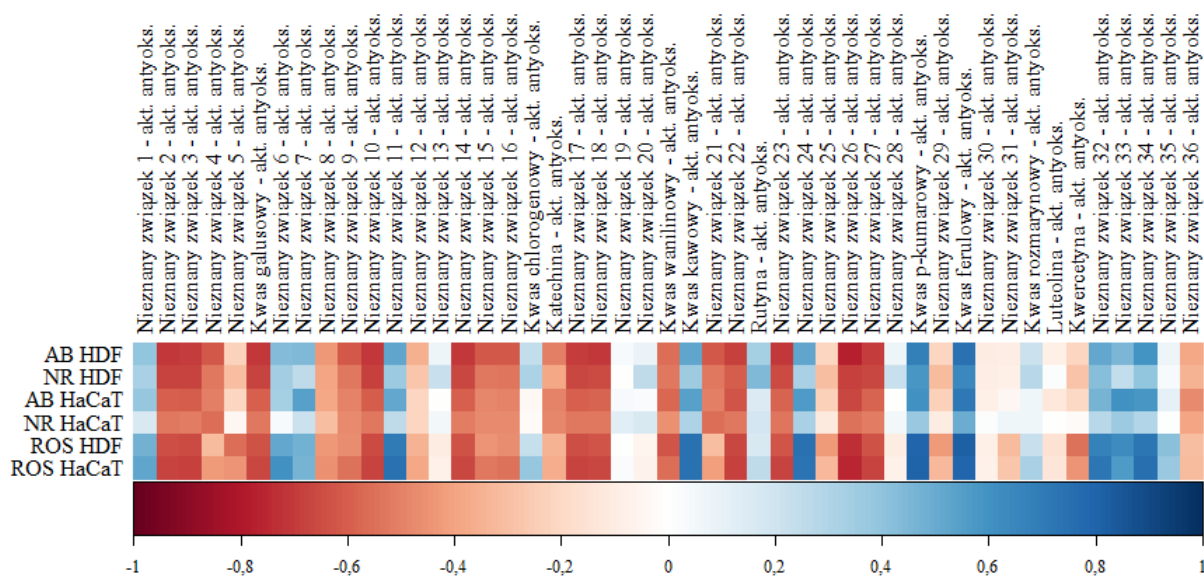 Nieznany związek 1 - akt. antyoks.
Nieznany związek 2 - akt. antyoks.
Nieznany związek 3 - akt. antyoks.
Nieznany związek 4 - akt. antyoks.
Nieznany związek 5 - akt. antyoks.
Kwas galusowy - akt. antyoks.
Nieznany związek 6 - akt. antyoks.
Nieznany związek 7 - akt. antyoks.
Nieznany związek 8 - akt. antyoks.
Nieznany związek 9 - akt. antyoks.
Nieznany związek 10 - akt. antyoks.
Nieznany związek 11 - akt. antyoks.
Nieznany związek 12 - akt. antyoks.
Nieznany związek 13 - akt. antyoks.
Nieznany związek 14 - akt. antyoks.
Nieznany związek 15 - akt. antyoks.
Nieznany związek 16 - akt. antyoks.
Kwas chlorogenowy - akt. antyoks.
Katechina - akt. antyoks.
Nieznany związek 17 - akt. antyoks.
Nieznany związek 18 - akt. antyoks.
Nieznany związek 19 - akt. antyoks.
Nieznany związek 20 - akt. antyoks.
Kwas wanilinowy - akt. antyoks.
Kwas kawowy - akt. antyoks.
Nieznany związek 21 - akt. antyoks.
Nieznany związek 22 - akt. antyoks.
Rutyna - akt. antyoks.
Nieznany związek 23 - akt. antyoks.
Nieznany związek 24 - akt. antyoks.
Nieznany związek 25 - akt. antyoks.
Nieznany związek 26 - akt. antyoks.
Nieznany związek 27 - akt. antyoks.
Nieznany związek 28 - akt. antyoks.
Kwas p-kumarowy - akt. antyoks.
Nieznany związek 29 - akt. antyoks.
Kwas ferulowy - akt. antyoks.
Nieznany związek 30 - akt. antyoks.
Nieznany związek 31 - akt. antyoks.
Kwas rozmarynowy - akt. antyoks.
Luteolina - akt. antyoks.
Kwercetyna - akt. antyoks.
Nieznany związek 32 - akt. antyoks.
Nieznany związek 33 - akt. antyoks.
Nieznany związek 34 - akt. antyoks.
Nieznany związek 35 - akt. antyoks.
Nieznany związek 36 - akt. antyoks.
AB HDF
NR HDF
AB HaCaT
NR HaCaT
ROS HDF
ROS HaCaT
-1 -0,8 -0,6 -0,4 -0,2 0 0,2 0,4 0,6 0,8 1